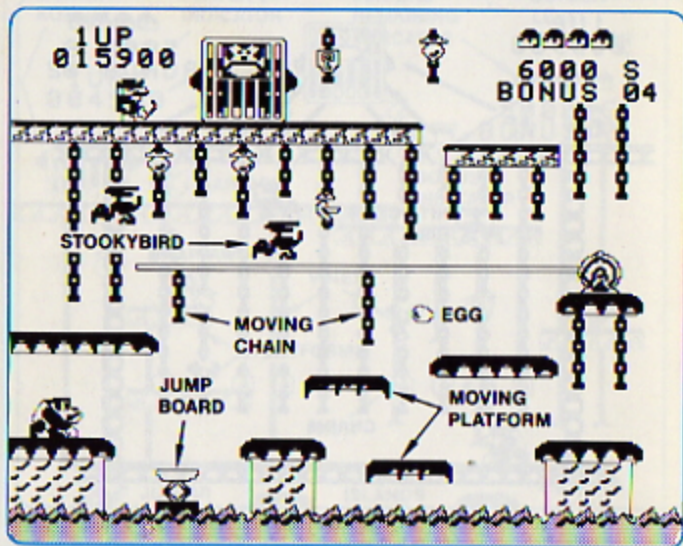 1UP
015900
6000 S
BONUS 04
STOOKYBIRD
MOVING
CHAIN
EGG
JUMP
BOARD
MOVING
PLATFORM